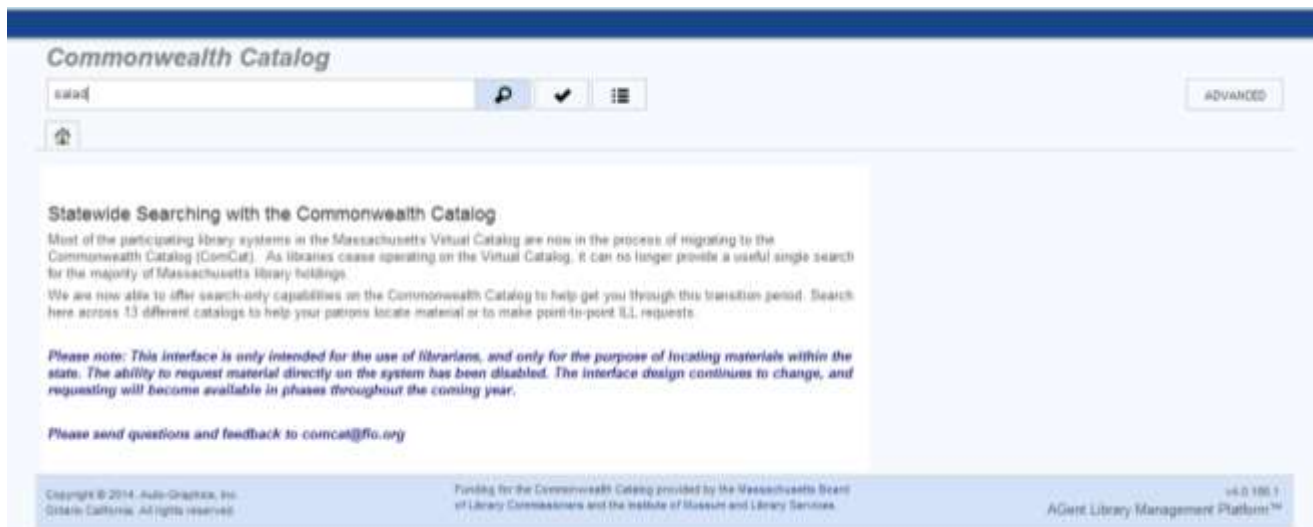 Commonwealth Catalog
salad
ADVANCED
Statewide Searching with the Commonwealth Catalog
Most of the participating library systems in the Massachusetts Virtual Catalog are now in the process of migrating to the
Commonwealth Catalog (ComCat). As libraries cease operating on the Virtual Catalog, it can no longer provide a useful single search
for the majority of Massachusetts library holdings.
We are now able to offer search-only capabilities on the Commonwealth Catalog to help get you through this transition period. Search
here across 13 different catalogs to help your patrons locate material or to make point-to-point ILL requests.
Please note: This interface is only intended for the use of librarians, and only for the purpose of locating materials within the
state. The ability to request material directly on the system has been disabled. The interface design continues to change, and
requesting will become available in phases throughout the coming year.
Please send questions and feedback to comcat@flo.org
Copyright © 2014, Auto-Graphics, Inc.
Ontario California. All rights reserved.
Funding for the Commonwealth Catalog provided by the Massachusetts Board
of Library Commissioners and the Institute of Museum and Library Services.
v4.0.186.1
AGent Library Management Platform™